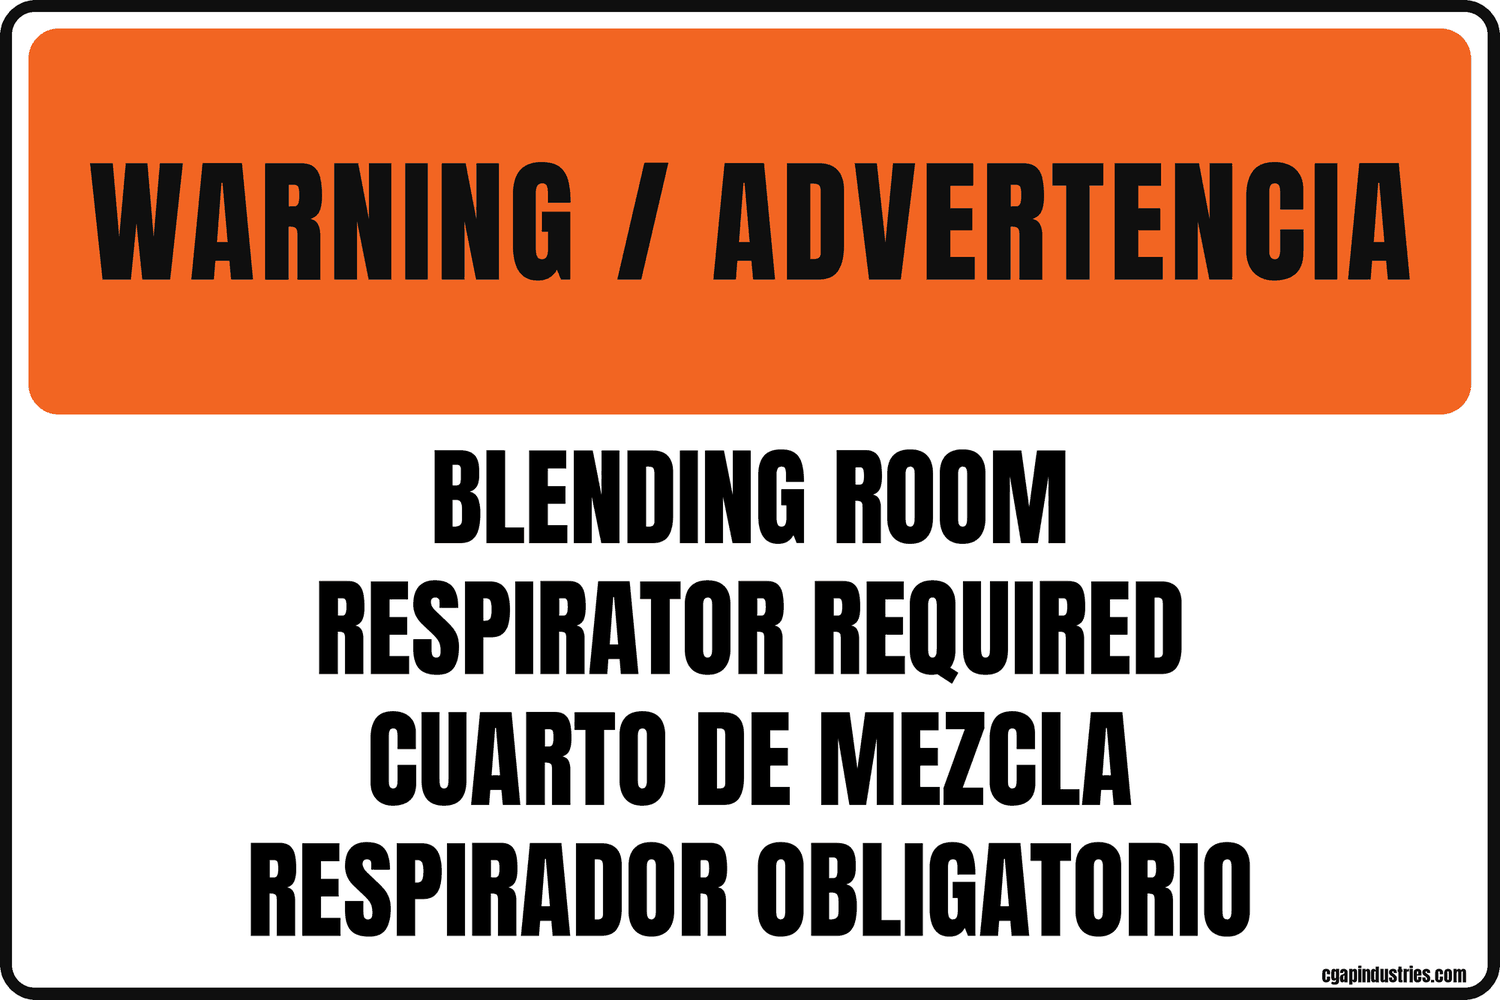 WARNING / ADVERTENCIA
BLENDING ROOM
RESPIRATOR REQUIRED
CUARTO DE MEZCLA
RESPIRADOR OBLIGATORIO
cgapindustries.com